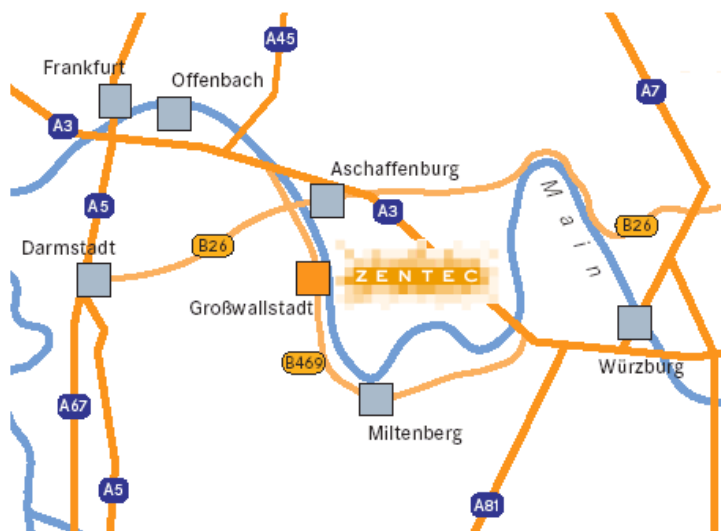 A45
Frankfurt
Offenbach
A7
A3
Aschaffenburg
Main
A5
A3
B26
B26
Darmstadt
ZENTEC
Großwallstadt
B469
Würzburg
A67
Miltenberg
A5
A81